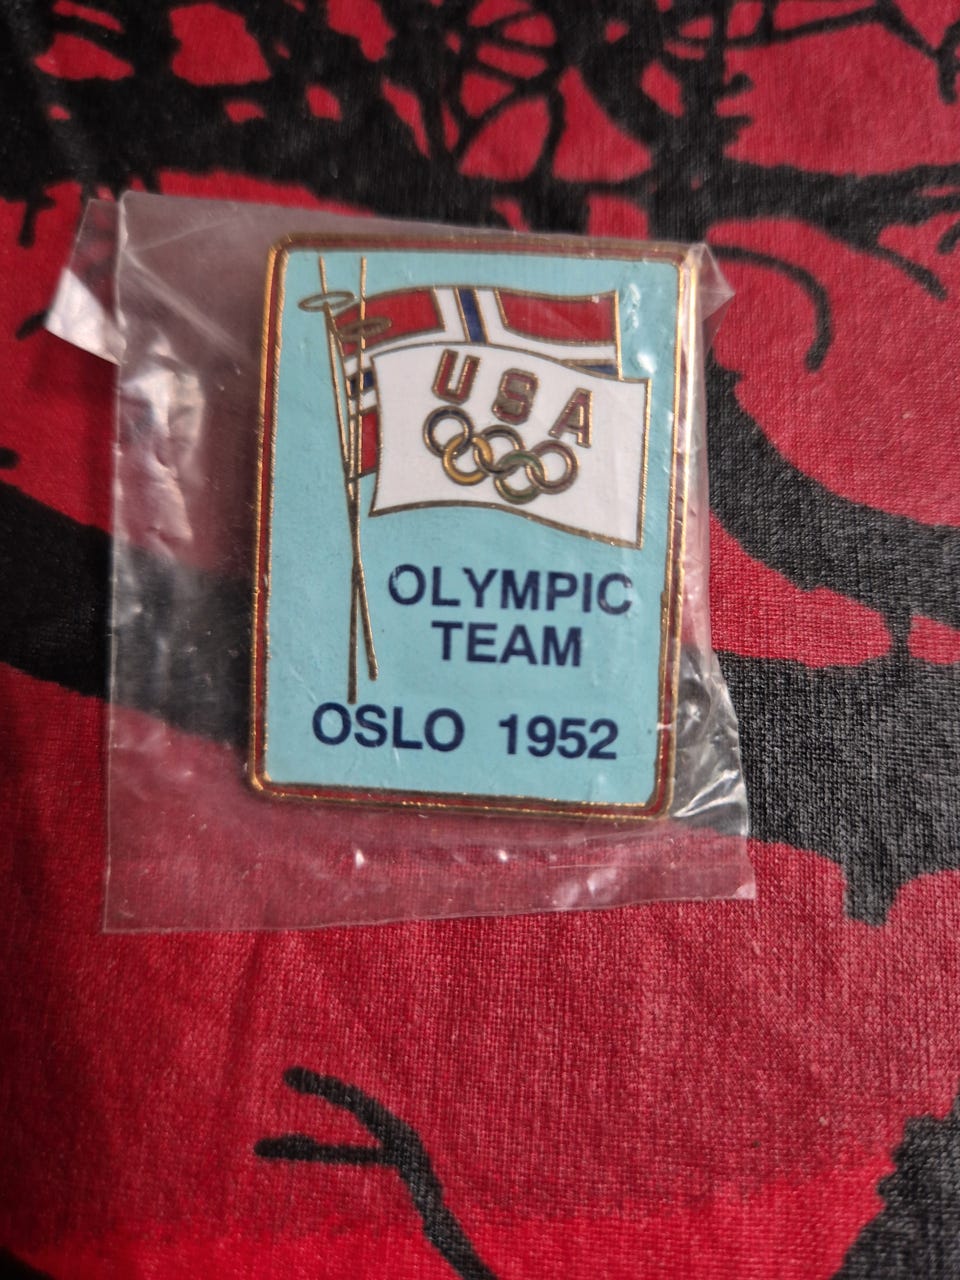 USA
OLYMPIC
TEAM
OSLO 1952